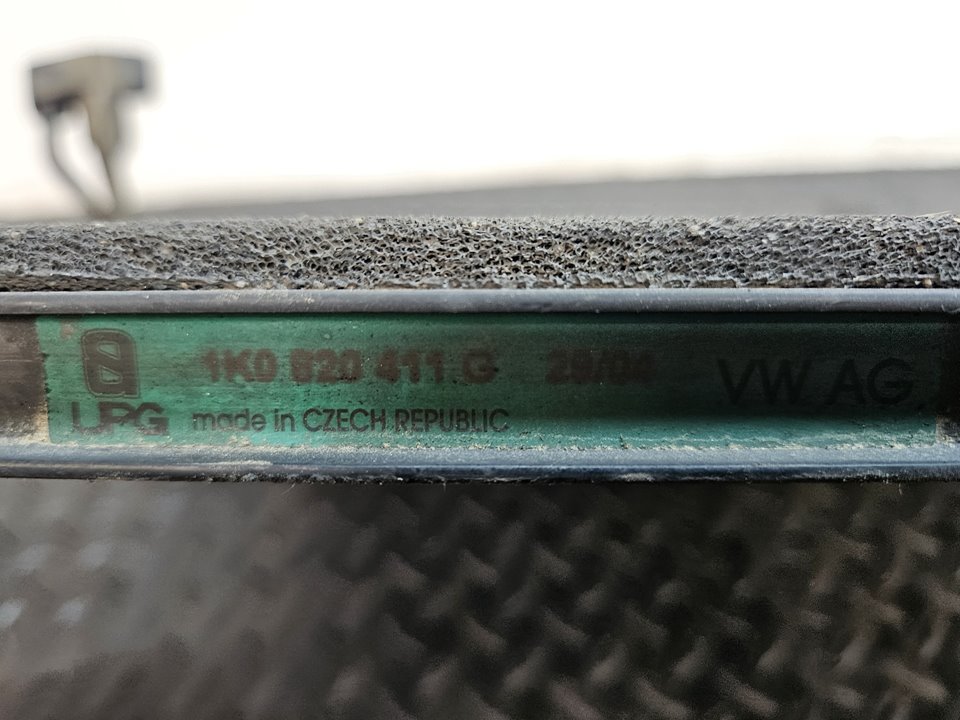 1K0 820 411 G
VW AG
UPG made in CZECH REPUBLIC